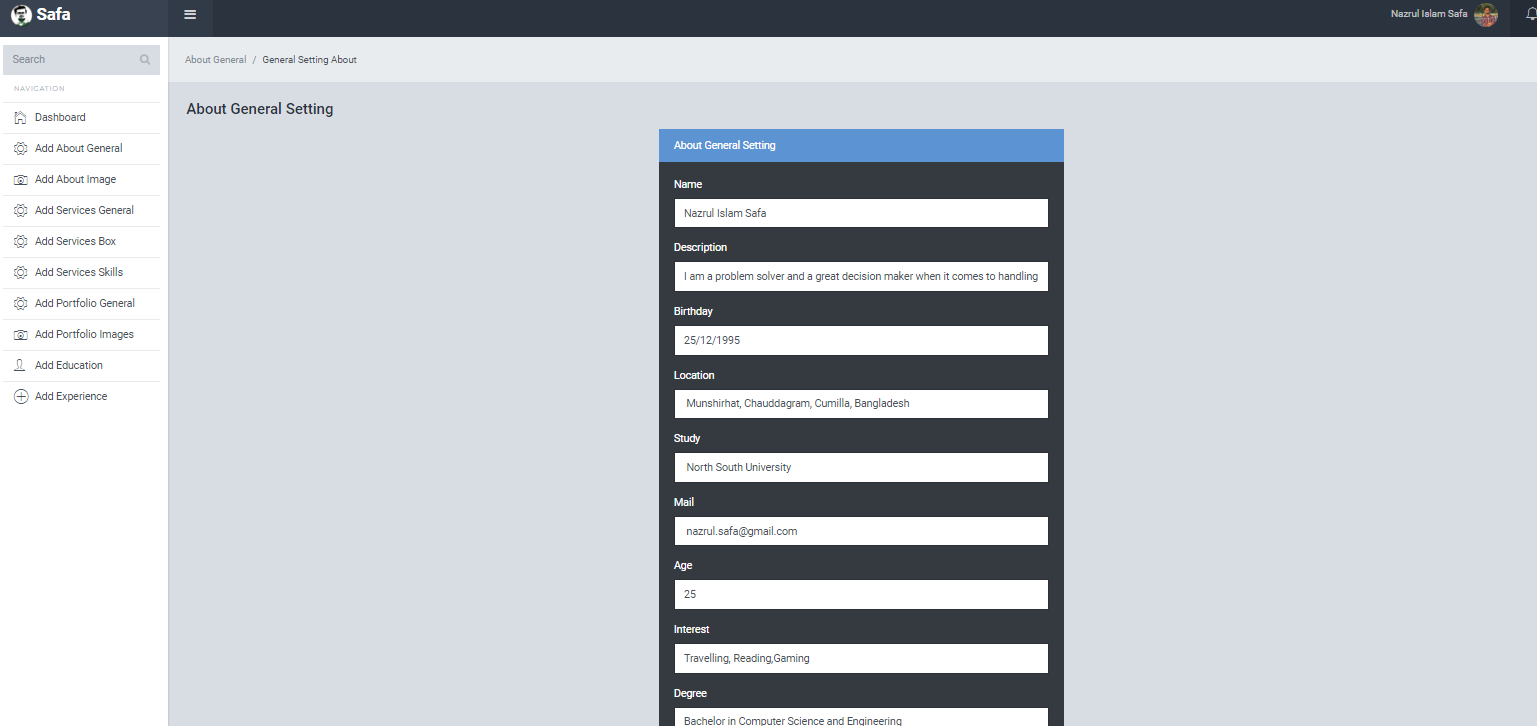 Safa
Nazrul Islam Safa
Search
NAVIGATION
Dashboard
Add About General
Add About Image
Add Services General
Add Services Box
Add Services Skills
Add Portfolio General
Add Portfolio Images
Add Education
Add Experience
About General / General Setting About
About General Setting
About General Setting
Name
Nazrul Islam Safa
Description
I am a problem solver and a great decision maker when it comes to handling
Birthday
25/12/1995
Location
Munshirhat, Chauddagram, Cumilla, Bangladesh
Study
North South University
Mail
nazrul.safa@gmail.com
Age
25
Interest
Travelling, Reading,Gaming
Degree
Bachelor in Computer Science and Engineering